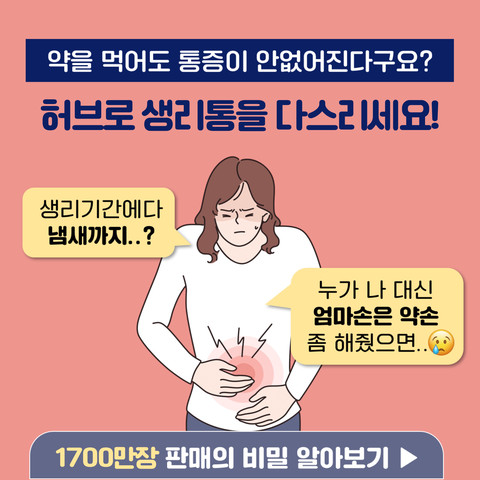 약을 먹어도 통증이 안없어진다구요?
허브로 생리통을 다스리세요!
생리기간에다
냄새까지..?
누가 나 대신
엄마손은 약손
좀 해줬으면..😢
1700만장 판매의 비밀 알아보기 ▶